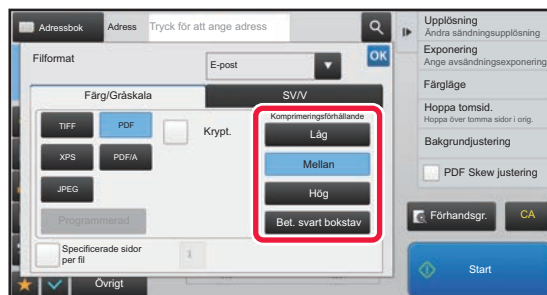 Adressbok
Adress
Tryck för att ange address
Filformat
E-post
OK
Färg/Gråskala
SV/V
TIFF
PDF
Krypt.
XPS
PDF/A
JPEG
Programmerad
Specificerade sidor
per fil
1
Komprimeringsförhållande
Låg
Mellan
Hög
Bet. svart bokstav
Övrigt
Upplösning
Ändra sändningsupplösning
Exponering
Ange avsändningsexponering
Färgläge
Hoppa tomsid.
Hoppa över tomma sidor i orig.
Bakgrundjustering
PDF Skew justering
Förhandsgr.
CA
Start